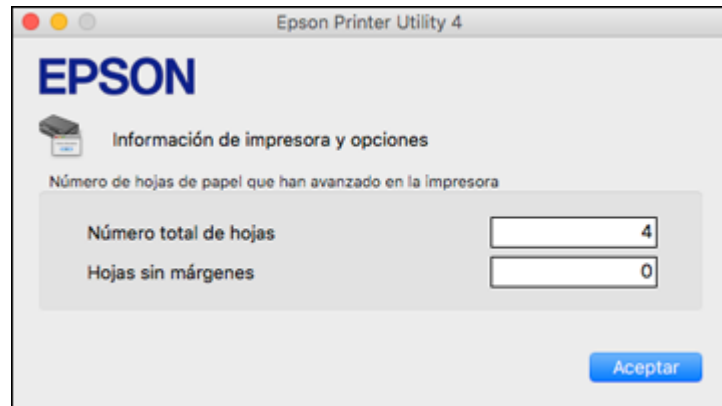 Epson Printer Utility 4
EPSON
Información de impresora y opciones
Número de hojas de papel que han avanzado en la impresora
Número total de hojas 4
Hojas sin márgenes 0
Aceptar